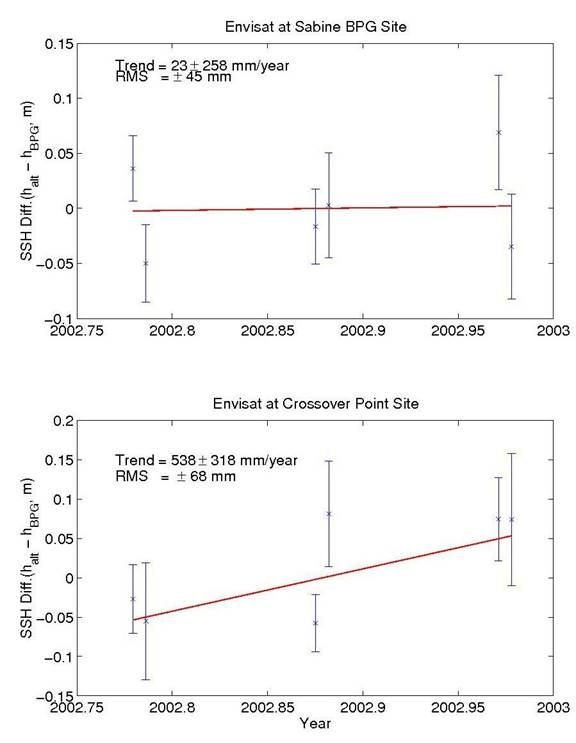 Envisat at Sabine BPG Site
Trend = 23±258 mm/year
RMS = ±45 mm
SSH Diff.(halt − hBPG, m)
0.15
0.1
0.05
0
−0.05
−0.1
2002.75 2002.8 2002.85 2002.9 2002.95 2003
Envisat at Crossover Point Site
Trend = 538±318 mm/year
RMS = ±68 mm
SSH Diff.(halt − hBPG, m)
0.2
0.15
0.1
0.05
0
−0.05
−0.1
−0.15
2002.75 2002.8 2002.85 2002.9 2002.95 2003
Year